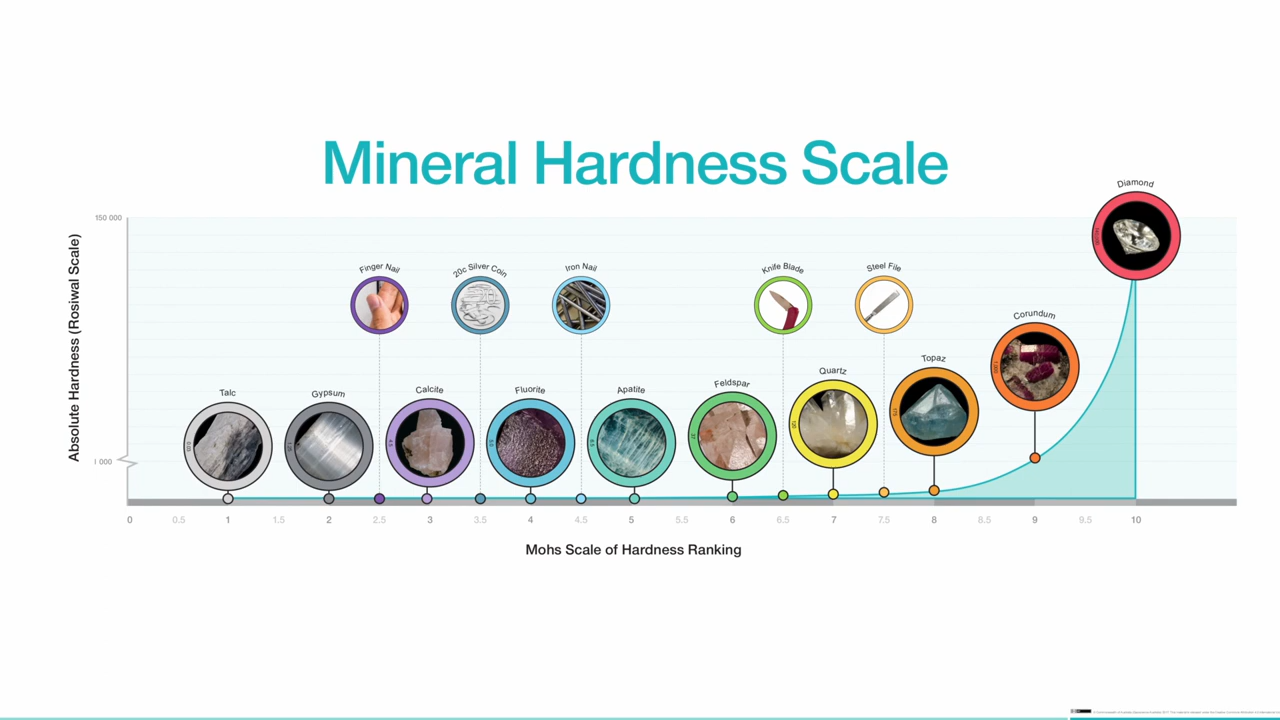 Mineral Hardness Scale
Diamond
150 000
Absolute Hardness (Rosiwal Scale)
Finger Nail
20c Silver Coin
Iron Nail
Knife Blade
Steel File
Corundum
Topaz
Quartz
Feldspar
Talc
Gypsum
Calcite
Fluorite
Apatite
1 000
0 0.5 1 1.5 2 2.5 3 3.5 4 4.5 5 5.5 6 6.5 7 7.5 8 8.5 9 9.5 10
Mohs Scale of Hardness Ranking